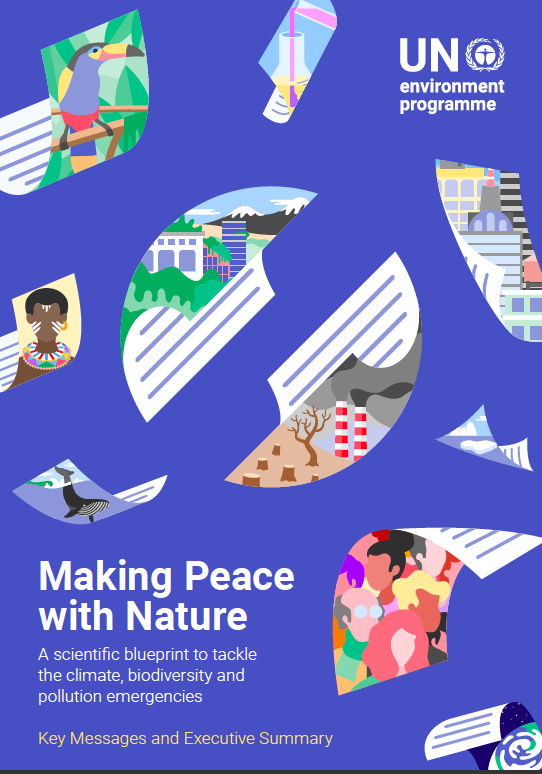 UN
environment
programme
Making Peace
with Nature
A scientific blueprint to tackle
the climate, biodiversity and
pollution emergencies
Key Messages and Executive Summary